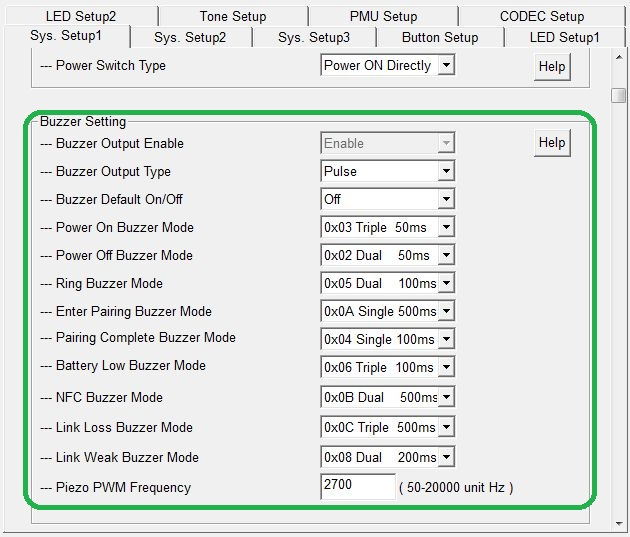 LED Setup2 Tone Setup PMU Setup CODEC Setup
Sys. Setup1 Sys. Setup2 Sys. Setup3 Button Setup LED Setup1
--- Power Switch Type Power ON Directly Help
Buzzer Setting
--- Buzzer Output Enable Enable Help
--- Buzzer Output Type Pulse
--- Buzzer Default On/Off Off
--- Power On Buzzer Mode 0x03 Triple 50ms
--- Power Off Buzzer Mode 0x02 Dual 50ms
--- Ring Buzzer Mode 0x05 Dual 100ms
--- Enter Pairing Buzzer Mode 0x0A Single 500ms
--- Pairing Complete Buzzer Mode 0x04 Single 100ms
--- Battery Low Buzzer Mode 0x06 Triple 100ms
--- NFC Buzzer Mode 0x0B Dual 500ms
--- Link Loss Buzzer Mode 0x0C Triple 500ms
--- Link Weak Buzzer Mode 0x08 Dual 200ms
--- Piezo PWM Frequency 2700 ( 50-20000 unit Hz )